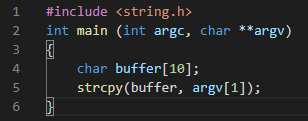 1 #include <string.h>
2 int main (int argc, char **argv)
3 {
4     char buffer[10];
5     strcpy(buffer, argv[1]);
6 }